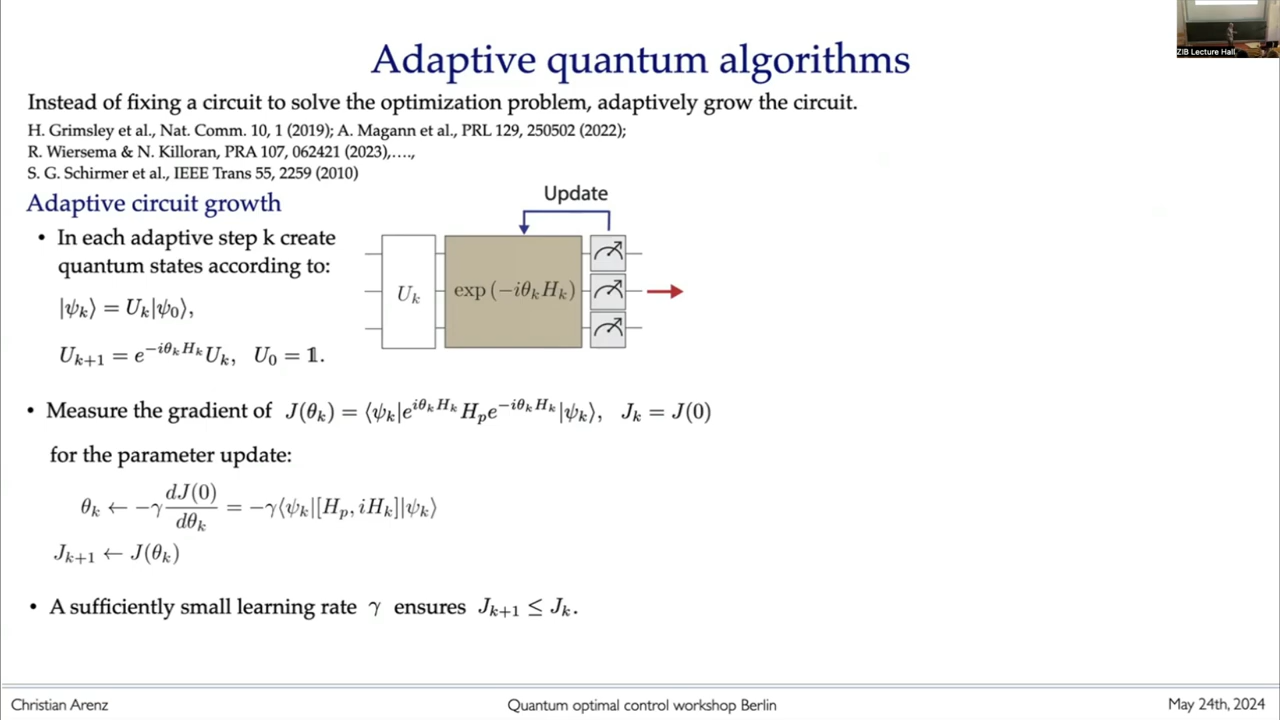 ZIB Lecture Hall
Adaptive quantum algorithms
Instead of fixing a circuit to solve the optimization problem, adaptively grow the circuit.
H. Grimsley et al., Nat. Comm. 10, 1 (2019); A. Magann et al., PRL 129, 250502 (2022);
R. Wiersema & N. Killoran, PRA 107, 062421 (2023),....,
S. G. Schirmer et al., IEEE Trans 55, 2259 (2010)
Adaptive circuit growth
• In each adaptive step k create
quantum states according to:
|ψ_k⟩ = U_k|ψ_0⟩,
U_{k+1} = e^{-iθ_k H_k} U_k, U_0 = 𝟙.
Update
U_k
exp (−iθ_k H_k)
• Measure the gradient of J(θ_k) = ⟨ψ_k|e^{iθ_k H_k} H_p e^{-iθ_k H_k}|ψ_k⟩, J_k = J(0)
for the parameter update:
θ_k ← −γ dJ(0)/dθ_k = −γ⟨ψ_k|[H_p, iH_k]|ψ_k⟩
J_{k+1} ← J(θ_k)
• A sufficiently small learning rate γ ensures J_{k+1} ≤ J_k.
Christian Arenz
Quantum optimal control workshop Berlin
May 24th, 2024